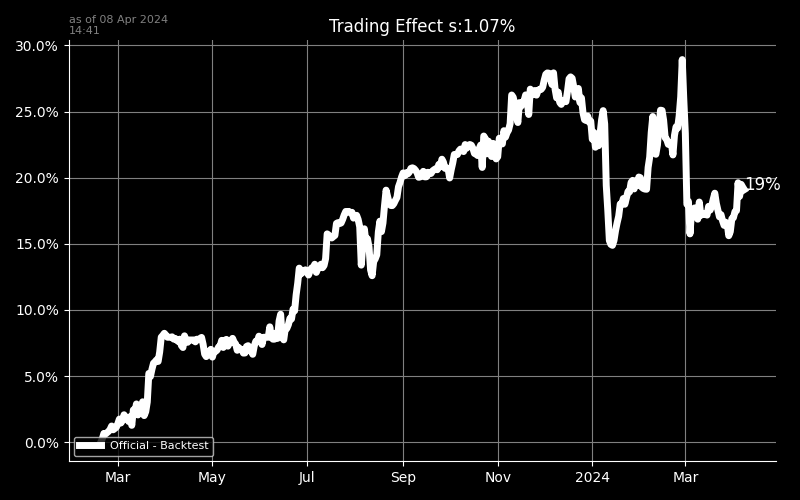 as of 08 Apr 2024
14:41
Trading Effect s:1.07%
30.0%
25.0%
20.0%
15.0%
10.0%
5.0%
0.0%
19%
Official - Backtest
Mar May Jul Sep Nov 2024 Mar